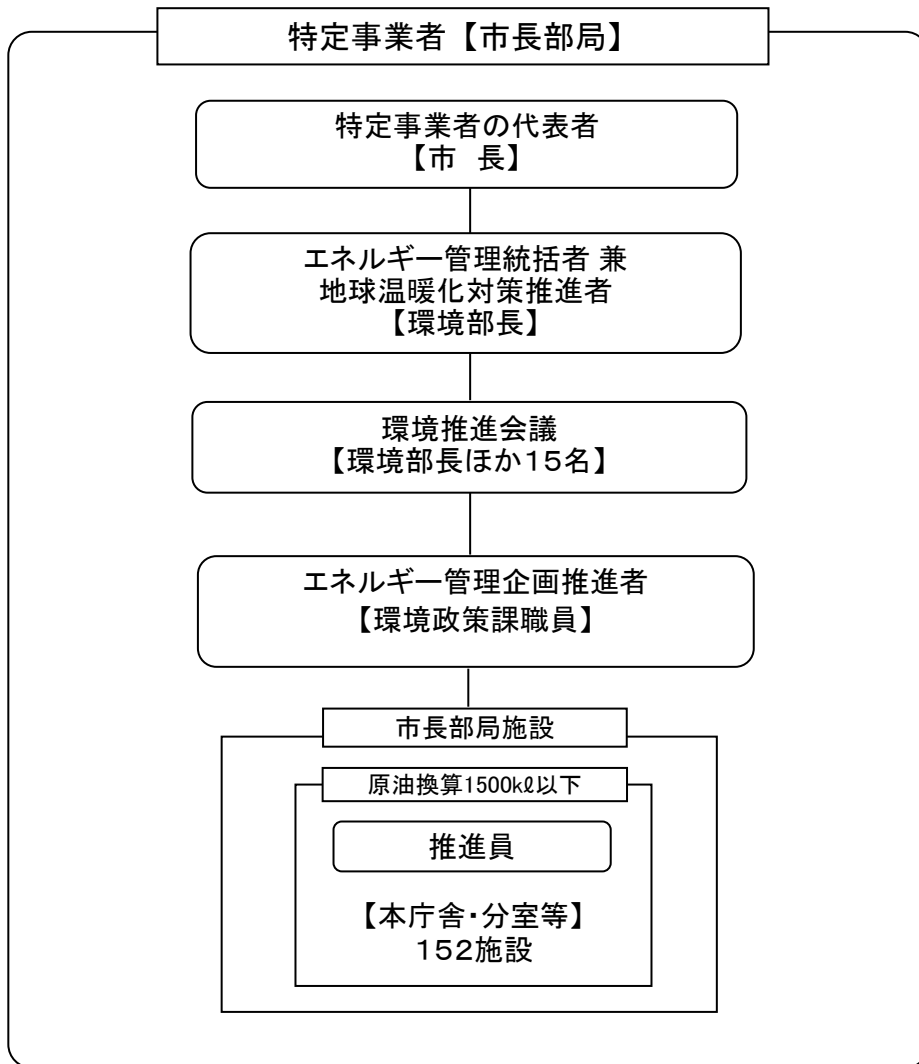 特定事業者【市長部局】
特定事業者の代表者
【市　長】
エネルギー管理統括者 兼
地球温暖化対策推進者
【環境部長】
環境推進会議
【環境部長ほか１５名】
エネルギー管理企画推進者
【環境政策課職員】
市長部局施設
原油換算1500kℓ以下
推進員
【本庁舎・分室等】
１５２施設